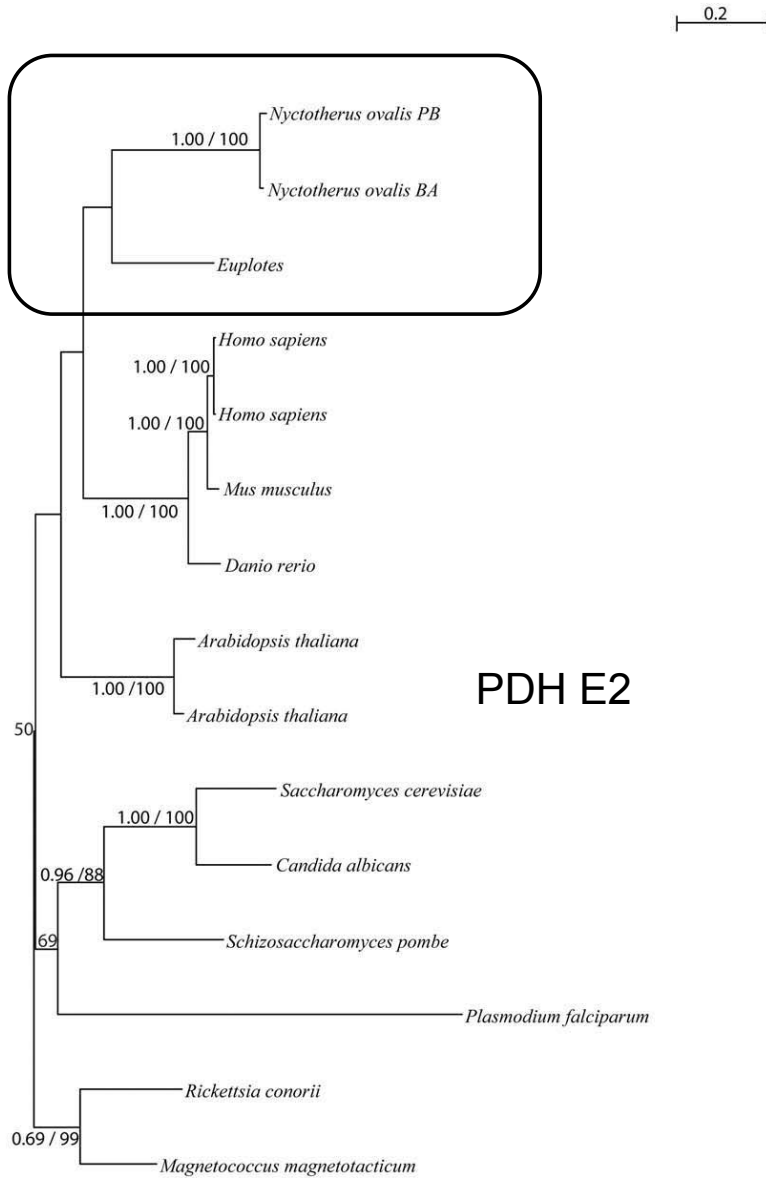 0.2
Nyctotherus ovalis PB
1.00 / 100
Nyctotherus ovalis BA
Euplotes
Homo sapiens
1.00 / 100
Homo sapiens
1.00 / 100
Mus musculus
1.00 / 100
Danio rerio
Arabidopsis thaliana
1.00 /100
PDH E2
Arabidopsis thaliana
50
Saccharomyces cerevisiae
1.00 / 100
Candida albicans
0.96 /88
Schizosaccharomyces pombe
69
Plasmodium falciparum
Rickettsia conorii
0.69 / 99
Magnetococcus magnetotacticum